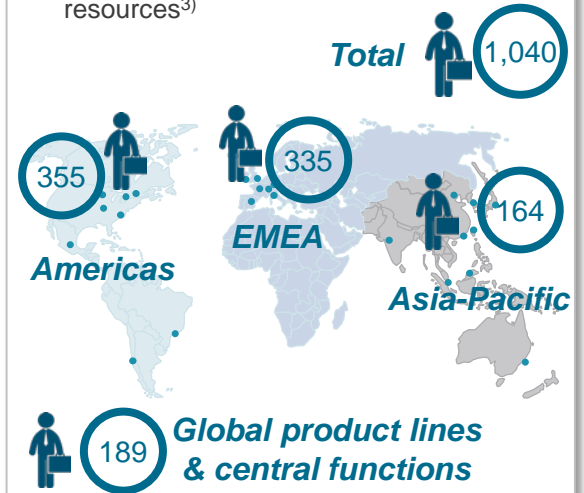 resources3)
Total
1,040
355
335
164
EMEA
Americas
Asia-Pacific
189
Global product lines
& central functions